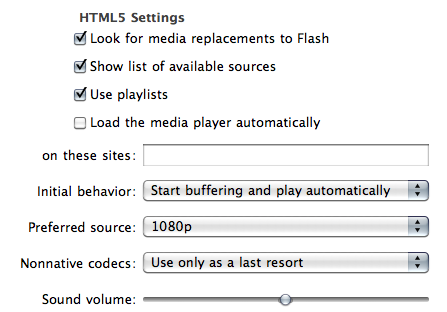 HTML5 Settings
Look for media replacements to Flash
Show list of available sources
Use playlists
Load the media player automatically
on these sites:
Initial behavior: Start buffering and play automatically
Preferred source: 1080p
Nonnative codecs: Use only as a last resort
Sound volume: